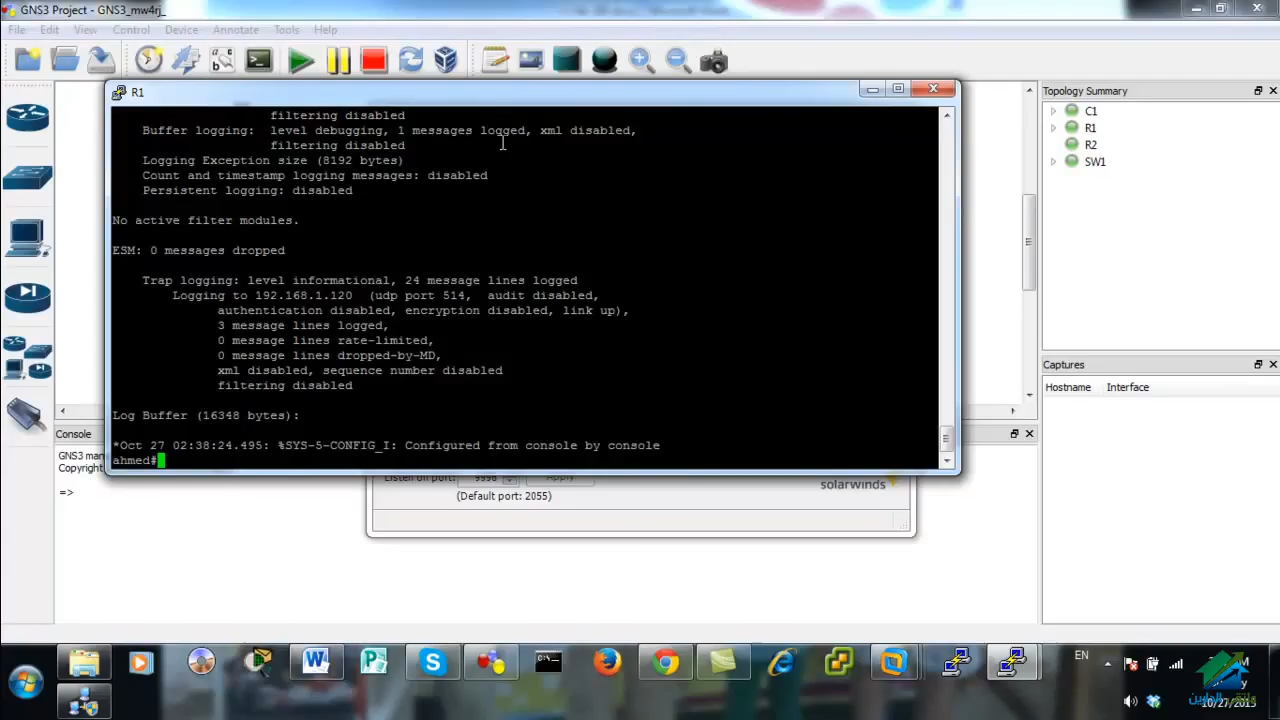 GNS3 Project - GNS3_mw4rj_
File Edit View Control Device Annotate Tools Help
R1
filtering disabled
Buffer logging: level debugging, 1 messages logged, xml disabled,
filtering disabled
Logging Exception size (8192 bytes)
Count and timestamp logging messages: disabled
Persistent logging: disabled
No active filter modules.
ESM: 0 messages dropped
Trap logging: level informational, 24 message lines logged
Logging to 192.168.1.120 (udp port 514, audit disabled,
authentication disabled, encryption disabled, link up),
3 message lines logged,
0 message lines rate-limited,
0 message lines dropped-by-MD,
xml disabled, sequence number disabled
filtering disabled
Log Buffer (16348 bytes):
*Oct 27 02:38:24.495: %SYS-5-CONFIG_I: Configured from console by console
ahmed#
Topology Summary
C1
R1
R2
SW1
Captures
Hostname Interface
Console
GNS3 man
Copyright
=>
Listen on port: 9996 Apply
(Default port: 2055)
solarwinds
EN
10/27/2015